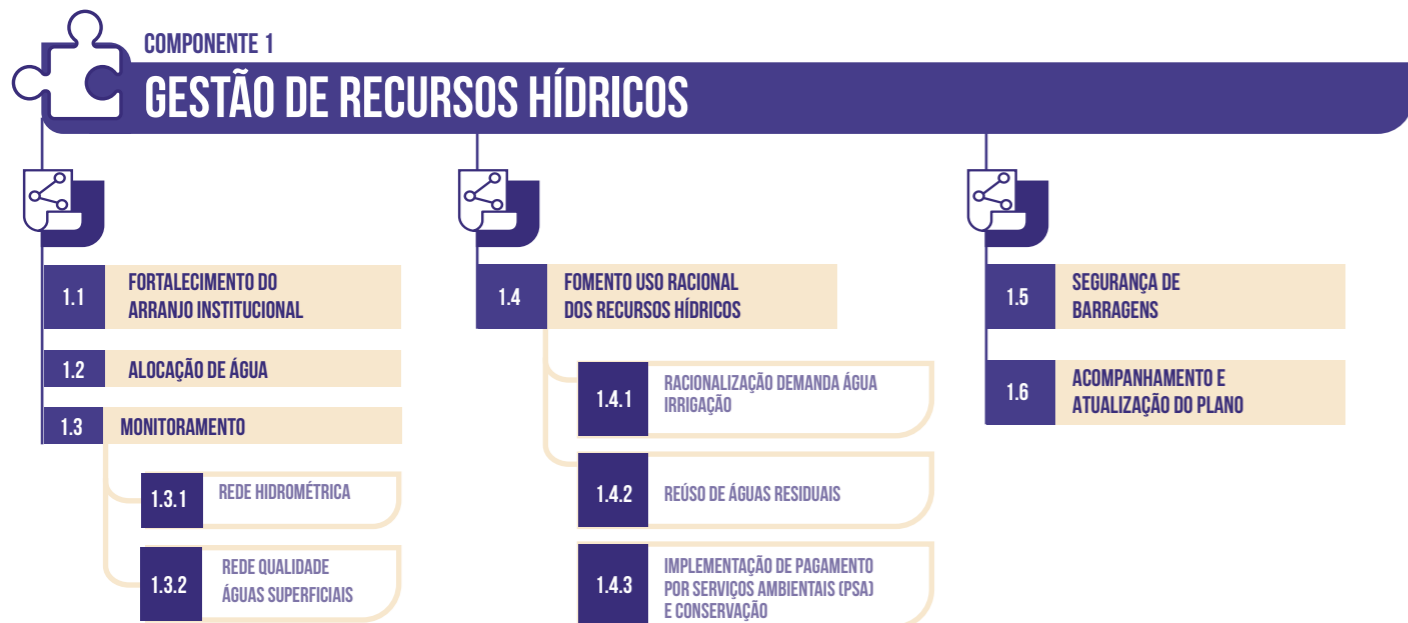 COMPONENTE 1
GESTÃO DE RECURSOS HÍDRICOS
1.1
FORTALECIMENTO DO
ARRANJO INSTITUCIONAL
1.2
ALOCAÇÃO DE ÁGUA
1.3
MONITORAMENTO
1.3.1
REDE HIDROMÉTRICA
1.3.2
REDE QUALIDADE
ÁGUAS SUPERFICIAIS
1.4
FOMENTO USO RACIONAL
DOS RECURSOS HÍDRICOS
1.4.1
RACIONALIZAÇÃO DEMANDA ÁGUA
IRRIGAÇÃO
1.4.2
REÚSO DE ÁGUAS RESIDUAIS
1.4.3
IMPLEMENTAÇÃO DE PAGAMENTO
POR SERVIÇOS AMBIENTAIS (PSA)
E CONSERVAÇÃO
1.5
SEGURANÇA DE
BARRAGENS
1.6
ACOMPANHAMENTO E
ATUALIZAÇÃO DO PLANO